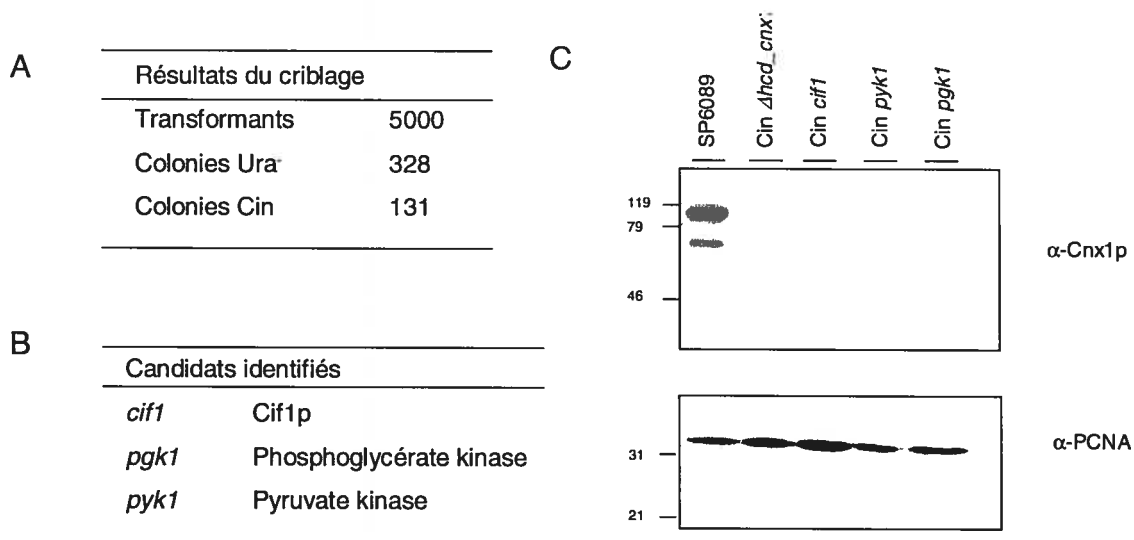 A
Résultats du criblage
Transformants 5000
Colonies Ura- 328
Colonies Cin 131
B
Candidats identifiés
cif1 Cif1p
pgk1 Phosphoglycérate kinase
pyk1 Pyruvate kinase
C
SP6089
Cin Δhcd_cnx1
Cin cif1
Cin pyk1
Cin pgk1
119
79
46
α-Cnx1p
31
21
α-PCNA